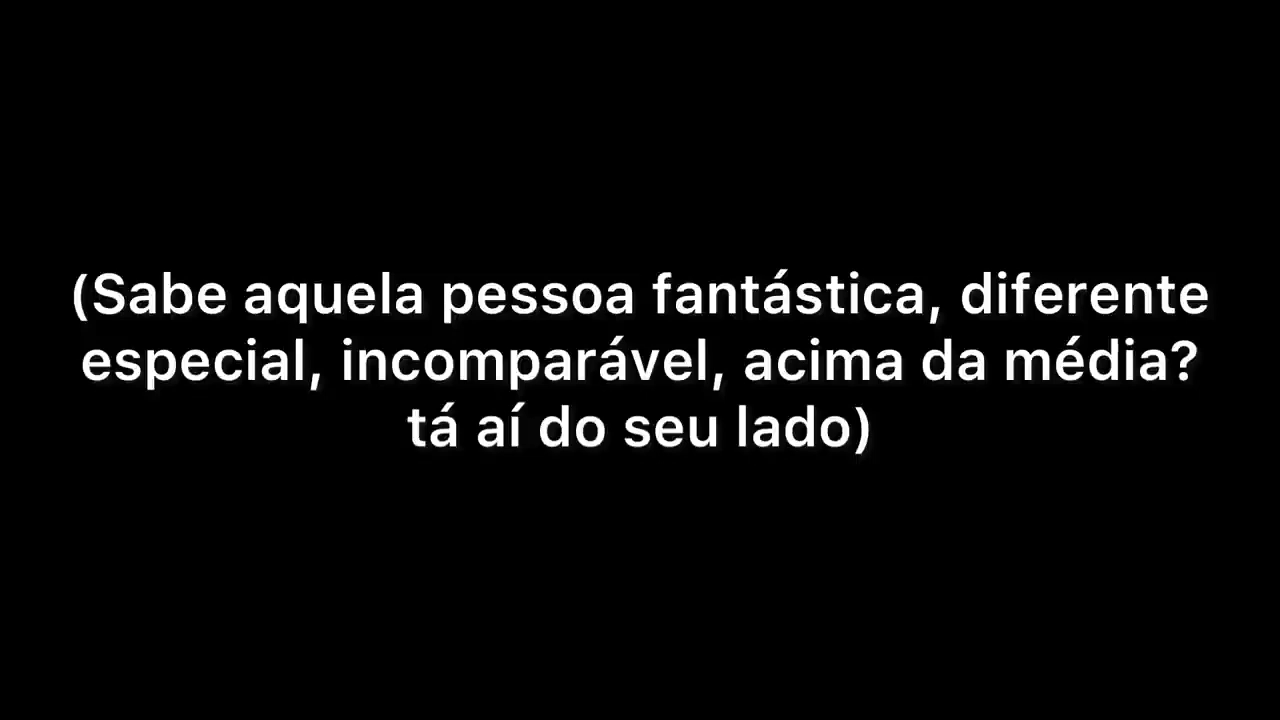 (Sabe aquela pessoa fantástica, diferente
especial, incomparável, acima da média?
tá aí do seu lado)